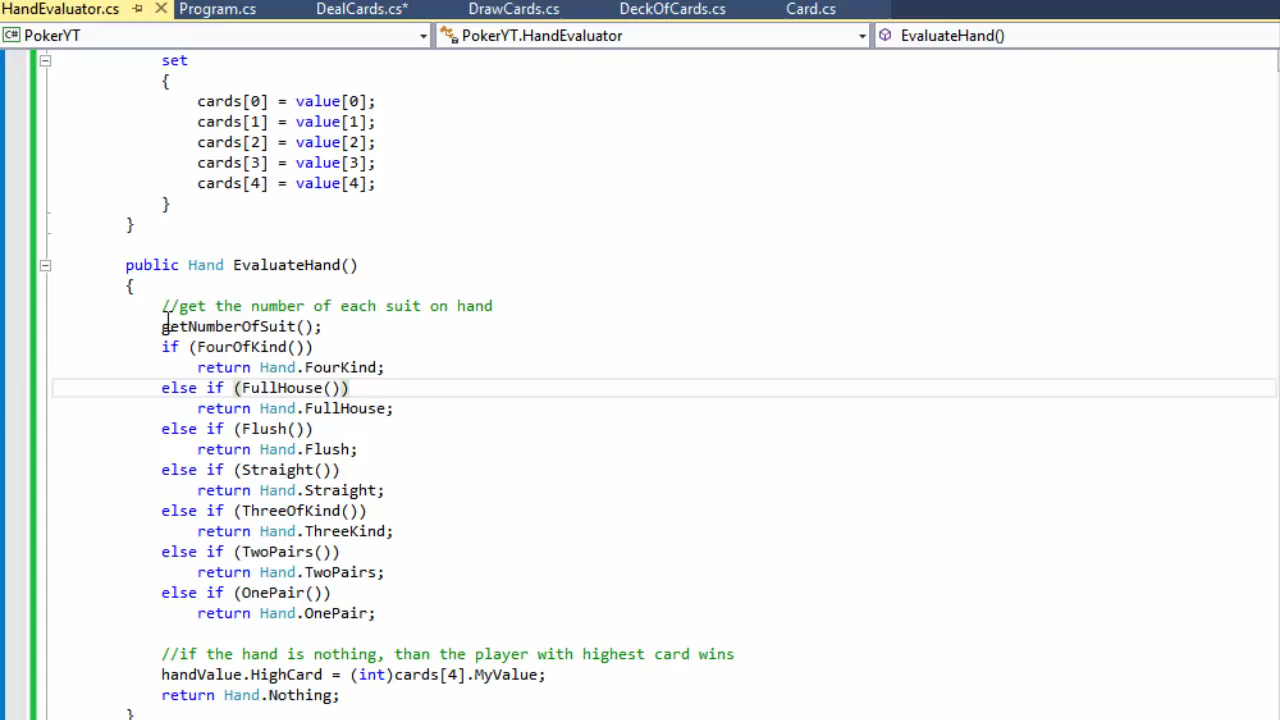 HandEvaluator.cs Program.cs DealCards.cs* DrawCards.cs DeckOfCards.cs Card.cs
C# PokerYT PokerYT.HandEvaluator EvaluateHand()
set
{
cards[0] = value[0];
cards[1] = value[1];
cards[2] = value[2];
cards[3] = value[3];
cards[4] = value[4];
}
}
public Hand EvaluateHand()
{
//get the number of each suit on hand
getNumberOfSuit();
if (FourOfKind())
return Hand.FourKind;
else if (FullHouse())
return Hand.FullHouse;
else if (Flush())
return Hand.Flush;
else if (Straight())
return Hand.Straight;
else if (ThreeOfKind())
return Hand.ThreeKind;
else if (TwoPairs())
return Hand.TwoPairs;
else if (OnePair())
return Hand.OnePair;
//if the hand is nothing, than the player with highest card wins
handValue.HighCard = (int)cards[4].MyValue;
return Hand.Nothing;
}